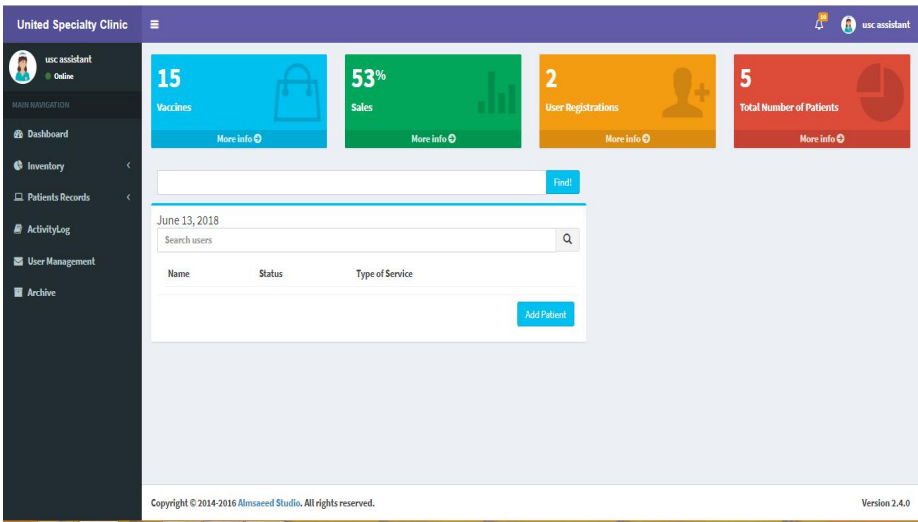 United Specialty Clinic
usc assistant
usc assistant
Online
MAIN NAVIGATION
Dashboard
Inventory
Patients Records
ActivityLog
User Management
Archive
15
Vaccines
More info
53%
Sales
More info
2
User Registrations
More info
5
Total Number of Patients
More info
Find!
June 13, 2018
Search users
Name Status Type of Service
Add Patient
Copyright © 2014-2016 Almsaeed Studio. All rights reserved. Version 2.4.0